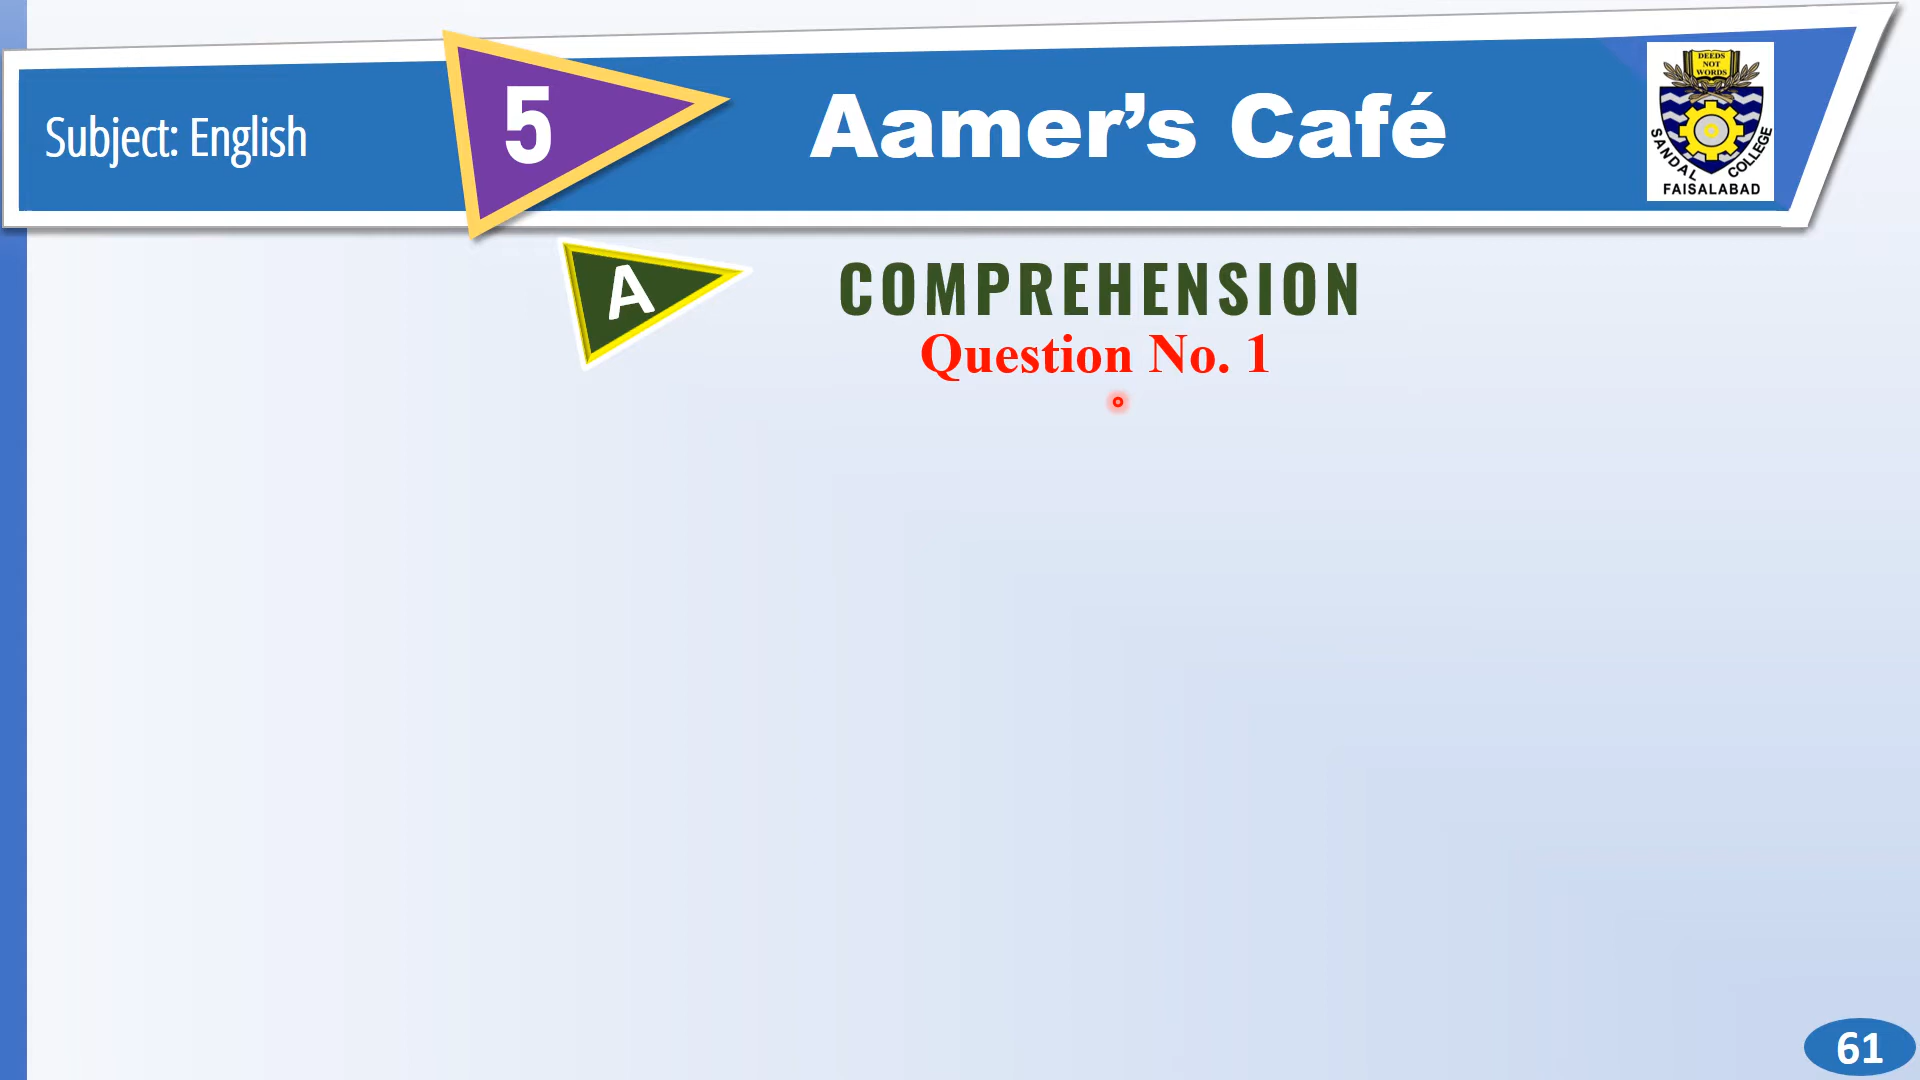 Subject: English
5
Aamer’s Café
DEEDS
NOT
WORDS
SANDAL COLLEGE
FAISALABAD
A
COMPREHENSION
Question No. 1
61